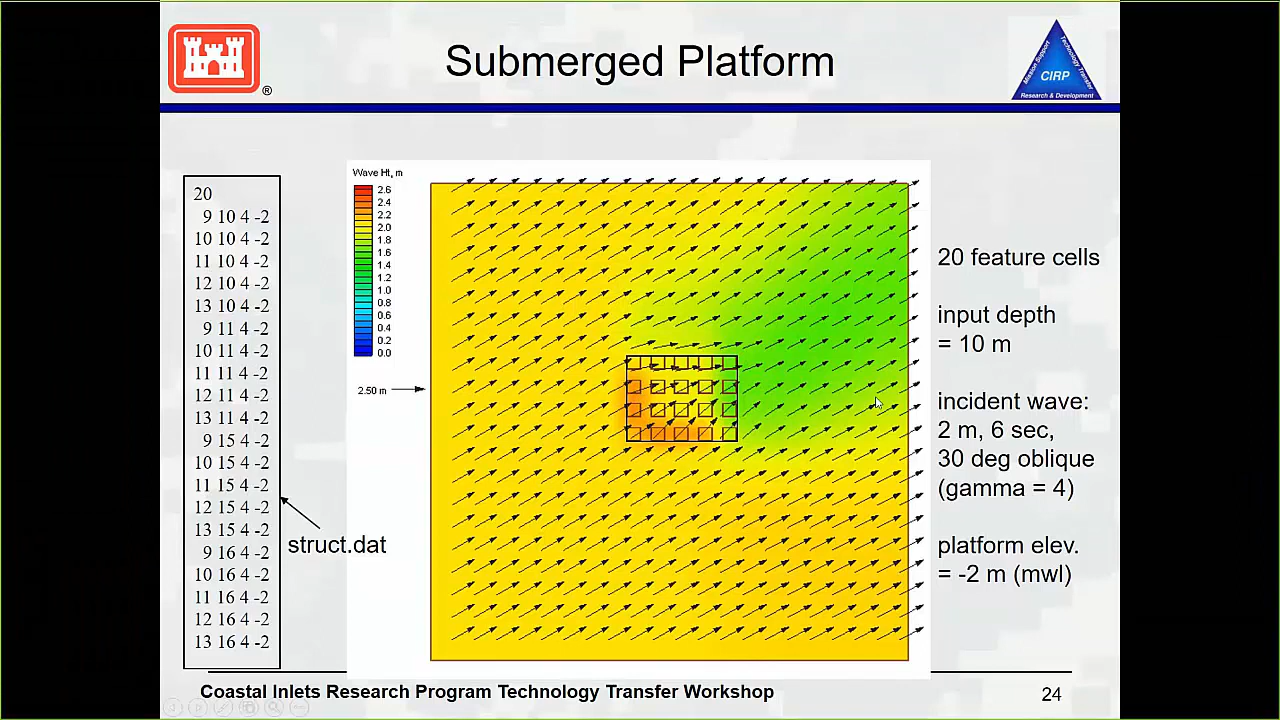 Submerged Platform
®
Mission Support
Technology Transfer
CIRP
Research & Development
20
9 10 4 -2
10 10 4 -2
11 10 4 -2
12 10 4 -2
13 10 4 -2
9 11 4 -2
10 11 4 -2
11 11 4 -2
12 11 4 -2
13 11 4 -2
9 15 4 -2
10 15 4 -2
11 15 4 -2
12 15 4 -2
13 15 4 -2
9 16 4 -2
10 16 4 -2
11 16 4 -2
12 16 4 -2
13 16 4 -2
struct.dat
Wave Ht, m
2.6
2.4
2.2
2.0
1.8
1.6
1.4
1.2
1.0
0.8
0.6
0.4
0.2
0.0
2.50 m
20 feature cells
input depth
= 10 m
incident wave:
2 m, 6 sec,
30 deg oblique
(gamma = 4)
platform elev.
= -2 m (mwl)
Coastal Inlets Research Program Technology Transfer Workshop
24